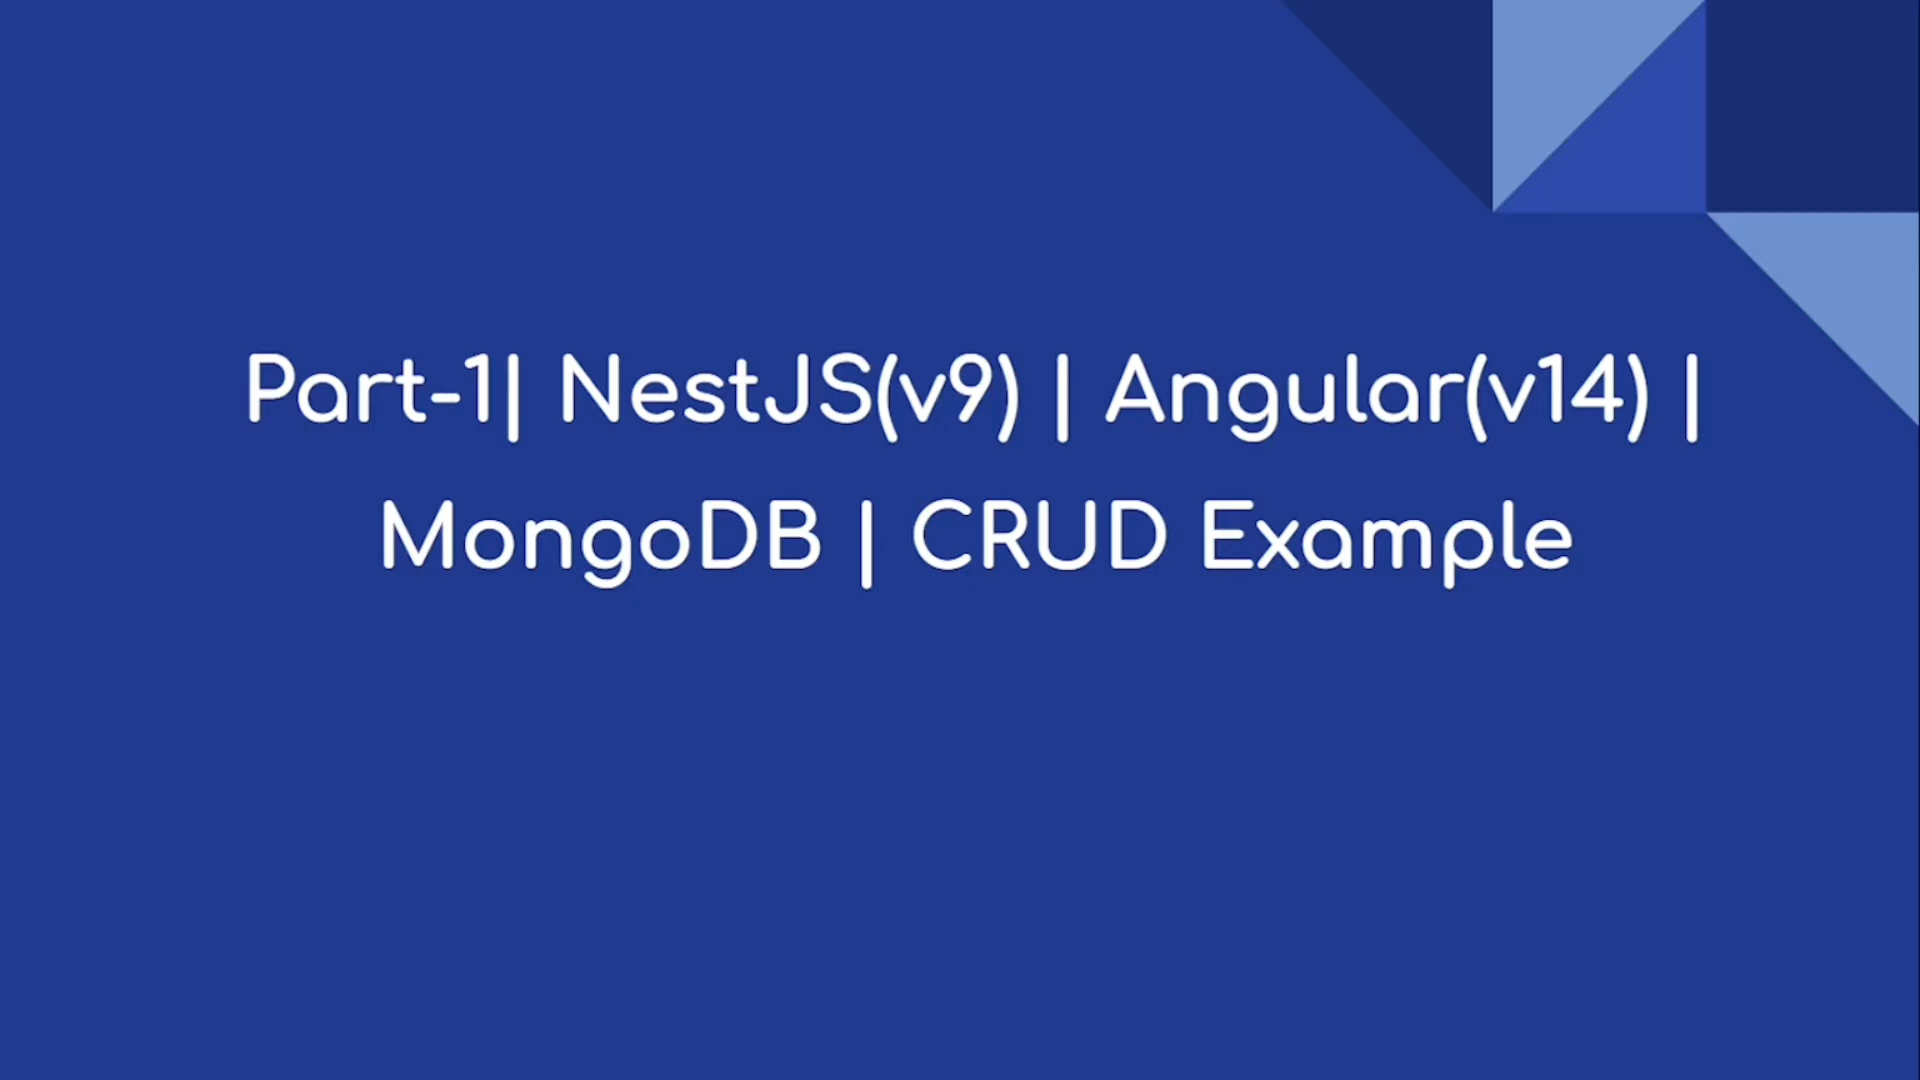 Part-1| NestJS(v9) | Angular(v14) |
MongoDB | CRUD Example